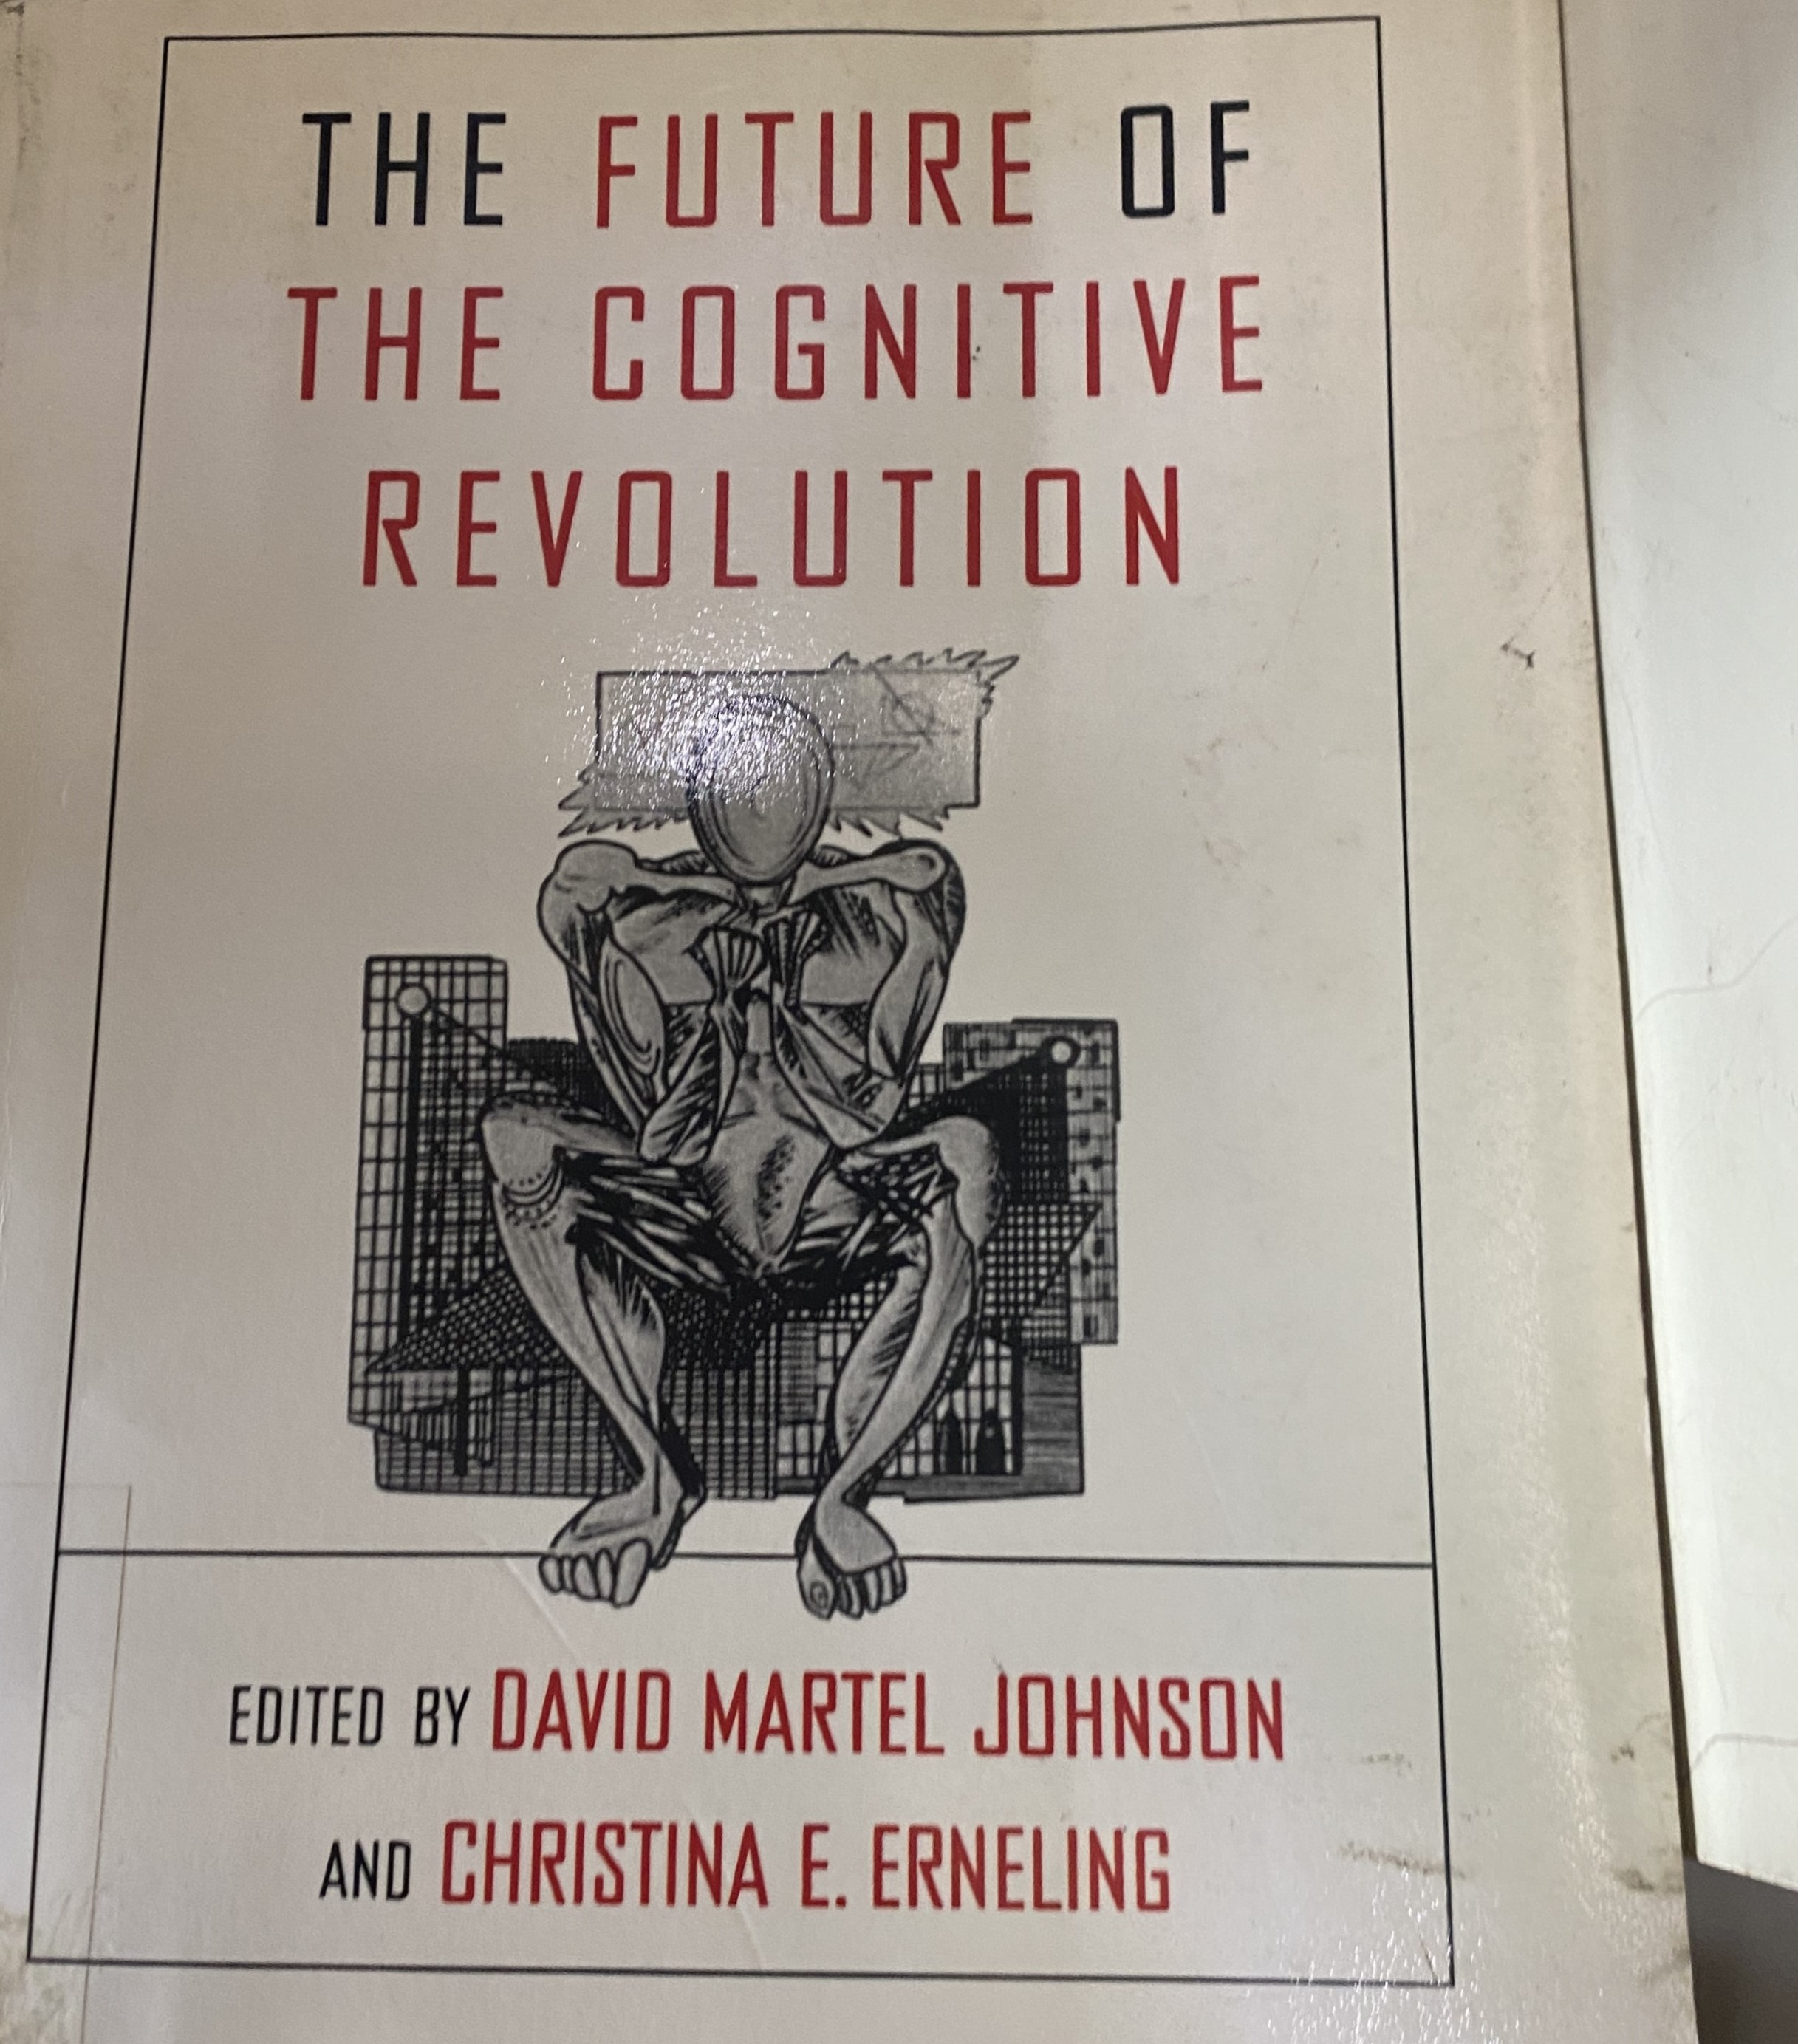 THE FUTURE OF
THE COGNITIVE
REVOLUTION
EDITED BY DAVID MARTEL JOHNSON
AND CHRISTINA E. ERNELING